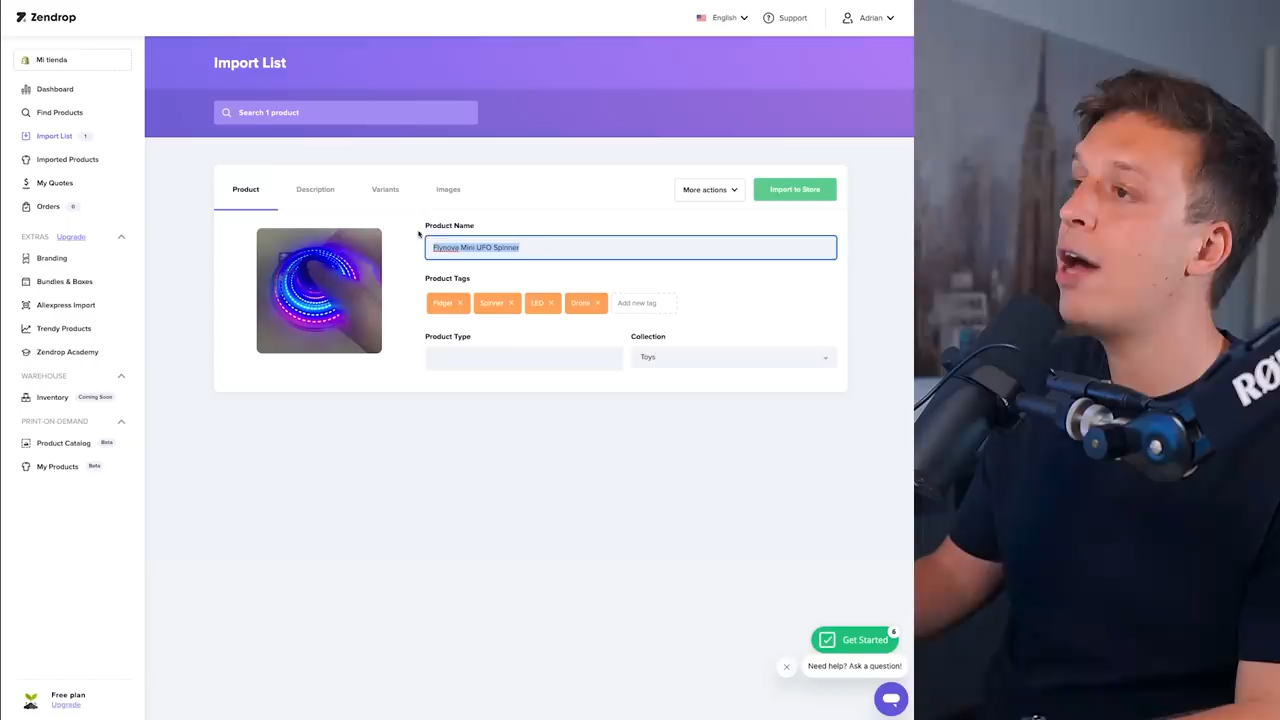 Zendrop
English
Support
Adrian
Mi tienda
Import List
Dashboard
Find Products
Search 1 product
Import List 1
Imported Products
My Quotes
Product
Description
Variants
Images
More actions
Import to Store
Orders 0
Product Name
EXTRAS Upgrade
Flynova Mini UFO Spinner
Branding
Bundles & Boxes
Product Tags
Aliexpress Import
Fidget ×
Spinner ×
LED ×
Drone ×
Add new tag
Trendy Products
Product Type
Collection
Zendrop Academy
Toys
WAREHOUSE
Inventory Coming Soon
PRINT-ON-DEMAND
Product Catalog Beta
My Products Beta
RØD
6
Get Started
Need help? Ask a question!
Free plan
Upgrade